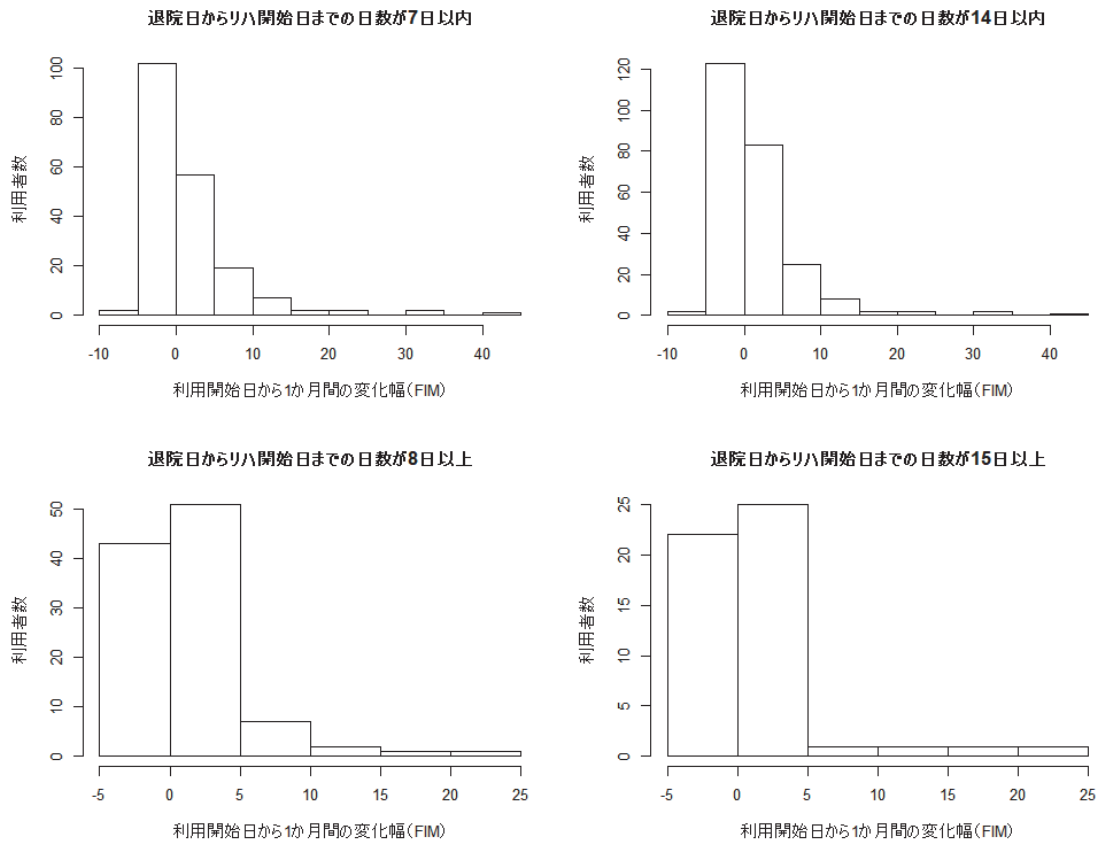 退院日からリハ開始日までの日数が7日以内
利用者数
0 20 40 60 80 100
-10 0 10 20 30 40
利用開始日から1か月間の変化幅(FIM)
退院日からリハ開始日までの日数が14日以内
利用者数
0 20 40 60 80 100 120
-10 0 10 20 30 40
利用開始日から1か月間の変化幅(FIM)
退院日からリハ開始日までの日数が8日以上
利用者数
0 10 20 30 40 50
-5 0 5 10 15 20 25
利用開始日から1か月間の変化幅(FIM)
退院日からリハ開始日までの日数が15日以上
利用者数
0 5 10 15 20 25
-5 0 5 10 15 20 25
利用開始日から1か月間の変化幅(FIM)